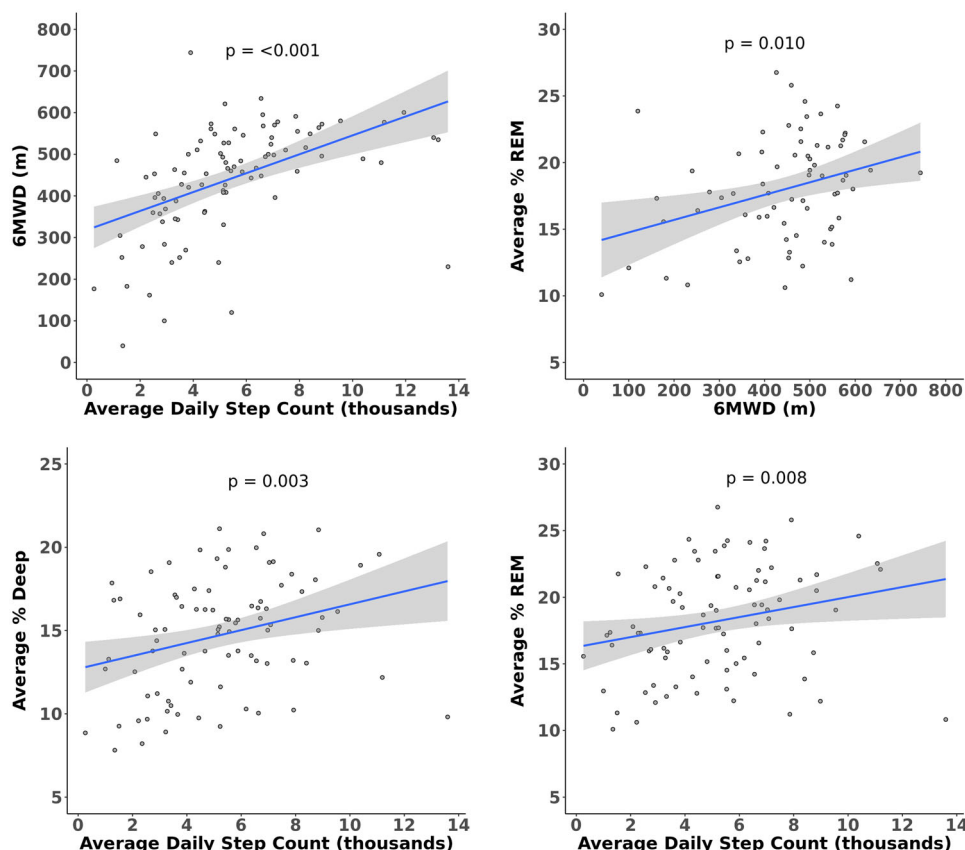 p = <0.001
6MWD (m)
800
700
600
500
400
300
200
100
0
0 2 4 6 8 10 12 14
Average Daily Step Count (thousands)
p = 0.010
Average % REM
30
25
20
15
10
5
0 100 200 300 400 500 600 700 800
6MWD (m)
p = 0.003
Average % Deep
25
20
15
10
5
0 2 4 6 8 10 12 14
Average Daily Step Count (thousands)
p = 0.008
Average % REM
30
25
20
15
10
5
0 2 4 6 8 10 12 14
Average Daily Step Count (thousands)